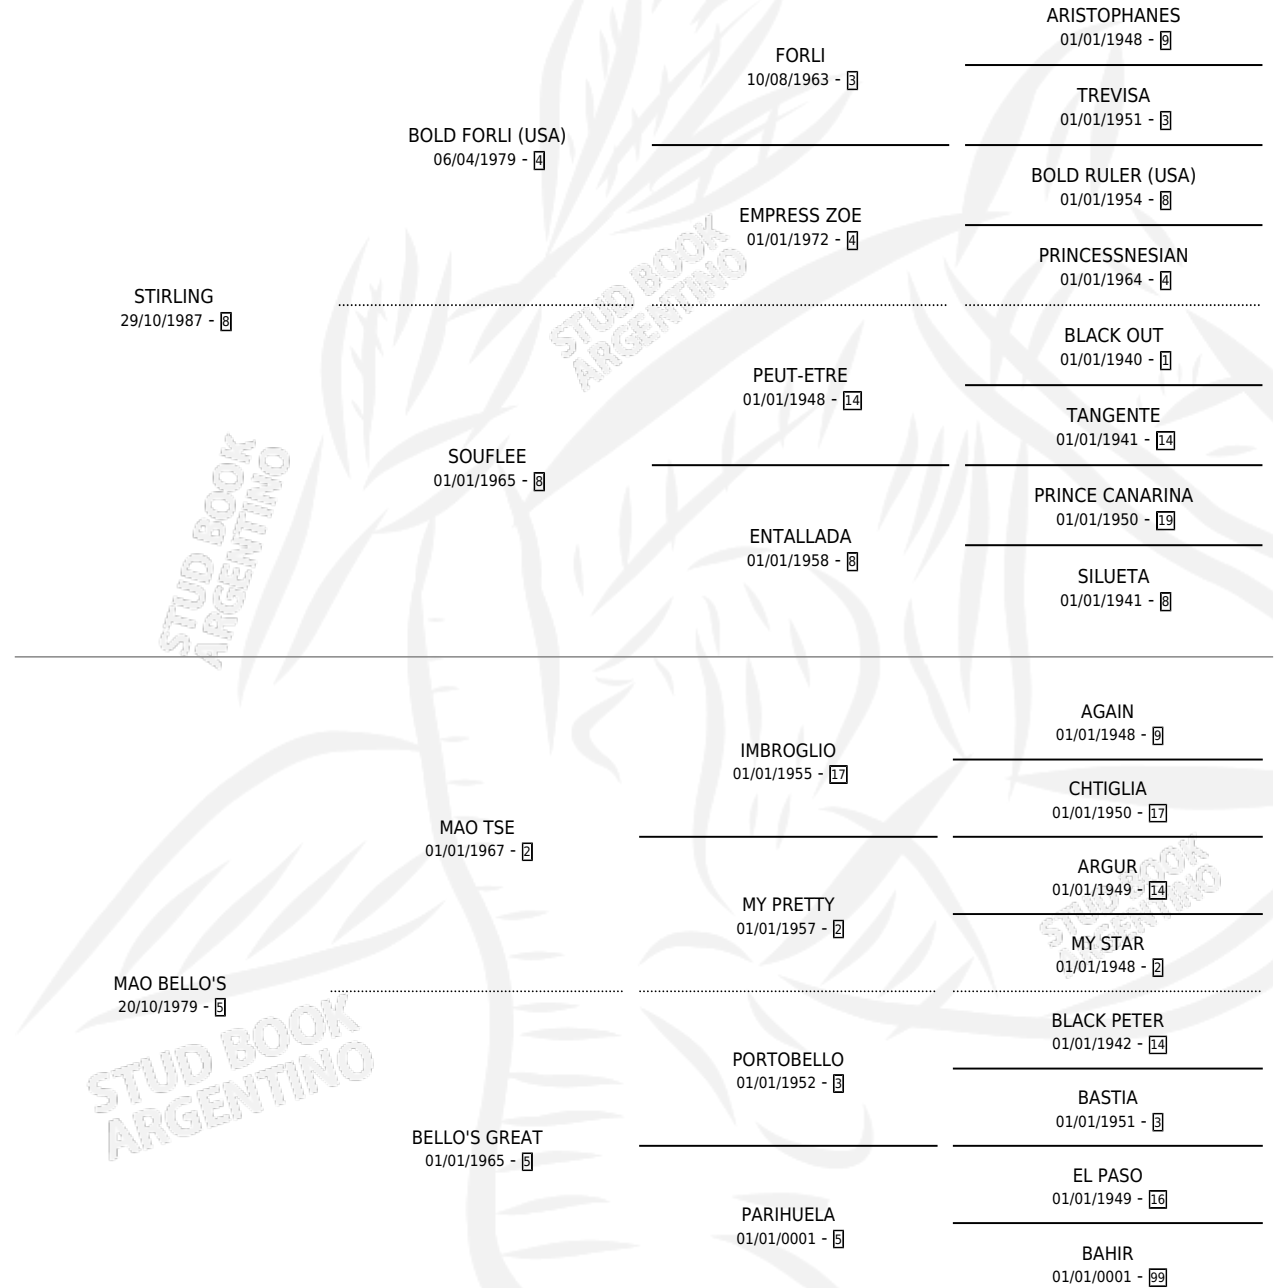 ARISTOPHANES
01/01/1948 - 9
FORLI
10/08/1963 - 3
TREVISA
01/01/1951 - 3
BOLD FORLI (USA)
06/04/1979 - 4
BOLD RULER (USA)
01/01/1954 - 8
EMPRESS ZOE
01/01/1972 - 4
PRINCESSNESIAN
01/01/1964 - 4
STIRLING
29/10/1987 - 8
STUD BOOK
ARGENTINO
BLACK OUT
01/01/1940 - 1
PEUT-ETRE
01/01/1948 - 14
TANGENTE
01/01/1941 - 14
SOUFLEE
01/01/1965 - 8
PRINCE CANARINA
01/01/1950 - 19
ENTALLADA
01/01/1958 - 8
SILUETA
01/01/1941 - 8
STUD BOOK
ARGENTINO
AGAIN
01/01/1948 - 9
IMBROGLIO
01/01/1955 - 17
CHTIGLIA
01/01/1950 - 17
MAO TSE
01/01/1967 - 2
ARGUR
01/01/1949 - 14
MY PRETTY
01/01/1957 - 2
STUD BOOK
ARGENTINO
MY STAR
01/01/1948 - 2
MAO BELLO'S
20/10/1979 - 5
STUD BOOK
ARGENTINO
BLACK PETER
01/01/1942 - 14
PORTOBELLO
01/01/1952 - 3
BASTIA
01/01/1951 - 3
BELLO'S GREAT
01/01/1965 - 5
EL PASO
01/01/1949 - 16
PARIHUELA
01/01/0001 - 5
BAHIR
01/01/0001 - 99